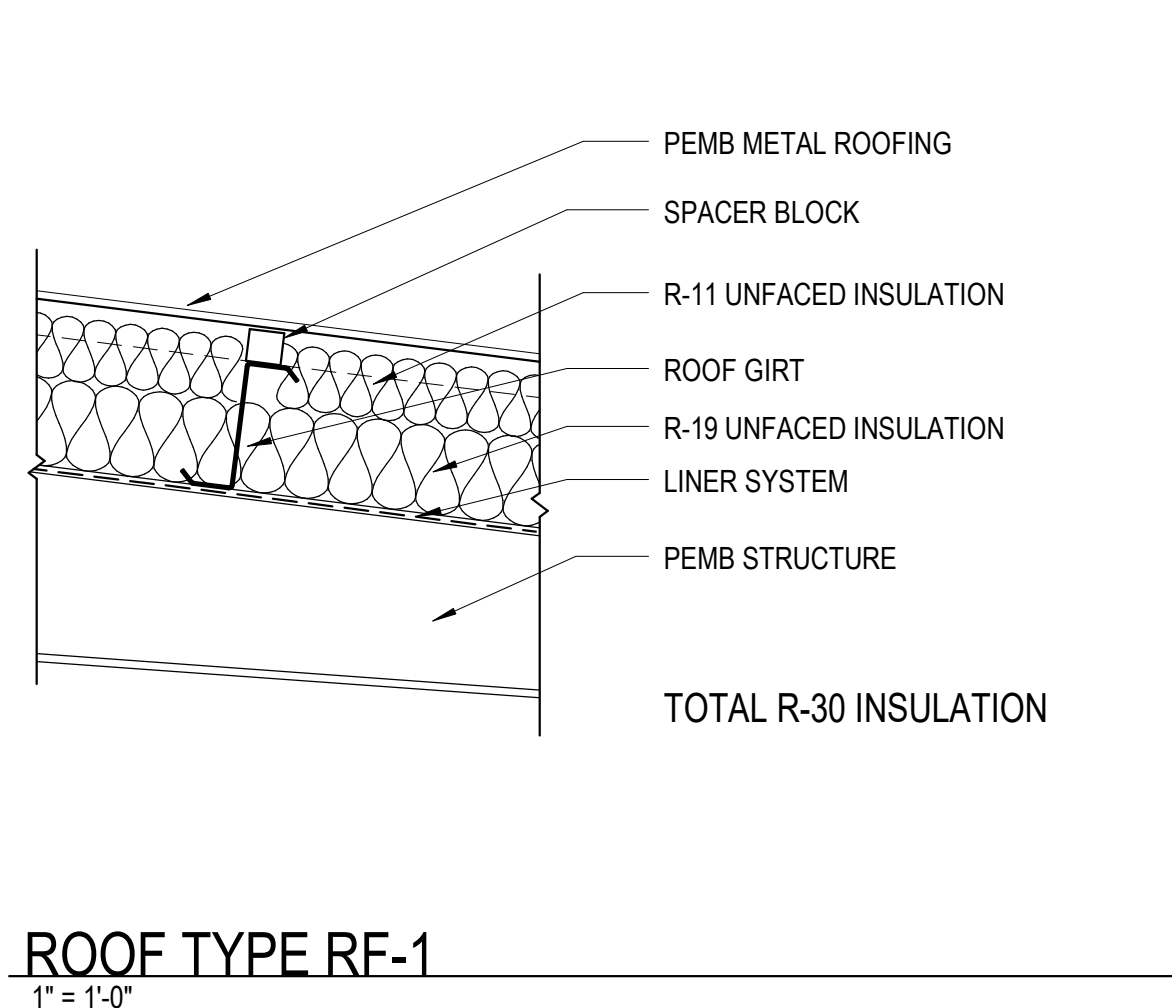 PEMB METAL ROOFING
SPACER BLOCK
R-11 UNFACED INSULATION
ROOF GIRT
R-19 UNFACED INSULATION
LINER SYSTEM
PEMB STRUCTURE
TOTAL R-30 INSULATION
ROOF TYPE RF-1
1" = 1'-0"